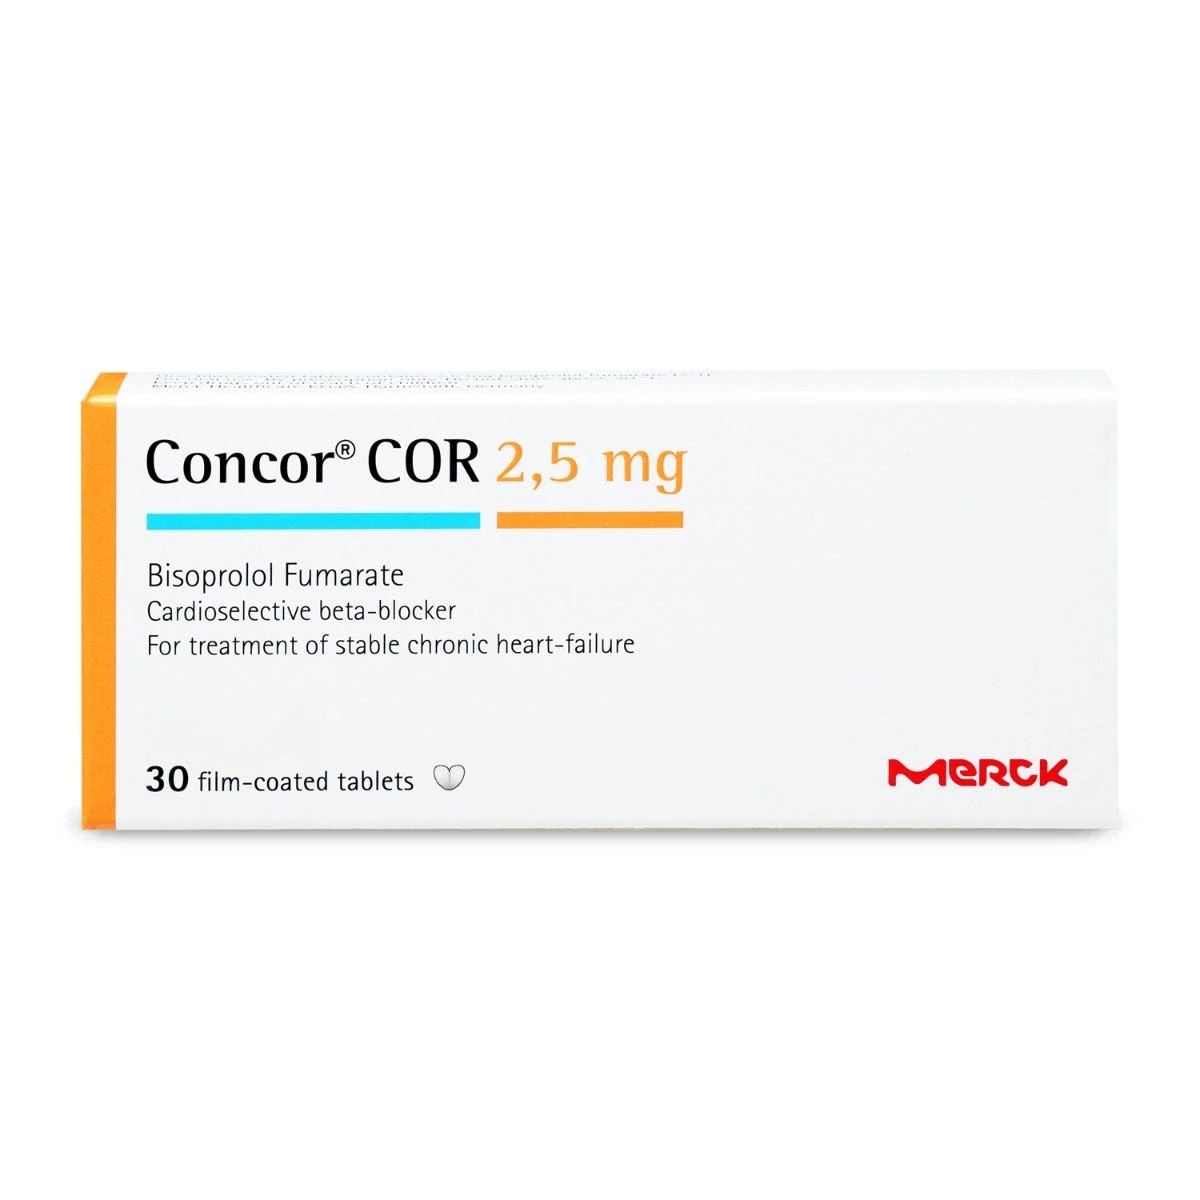 Concor® COR 2,5 mg
Bisoprolol Fumarate
Cardioselective beta-blocker
For treatment of stable chronic heart-failure
30 film-coated tablets
MERCK